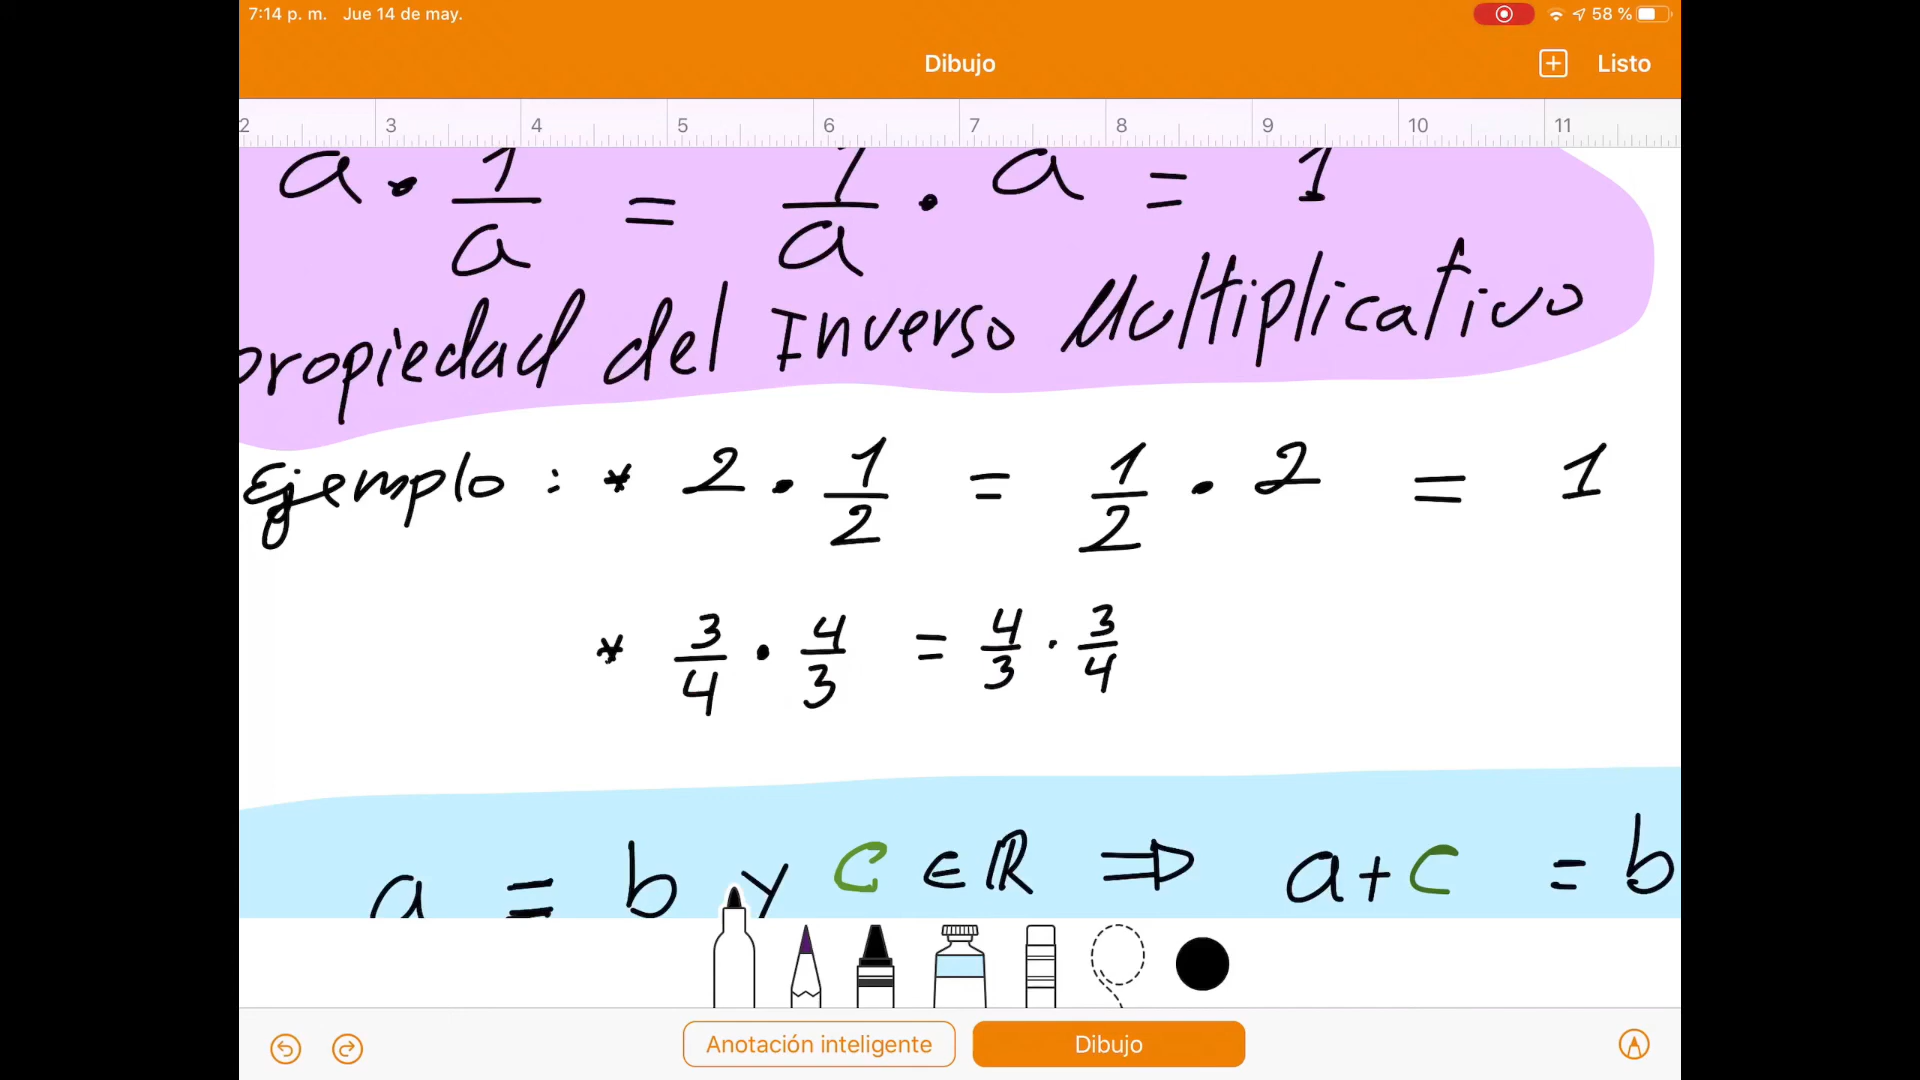 7:14 p. m. Jue 14 de may. 58 %
Dibujo Listo
2 3 4 5 6 7 8 9 10 11
a · 1/a = 1/a · a = 1
propiedad del Inverso Multiplicativo
Ejemplo : * 2 · 1/2 = 1/2 · 2 = 1
* 3/4 · 4/3 = 4/3 · 3/4
a = b y C ∈ ℝ ⇒ a + C = b
Anotación inteligente Dibujo